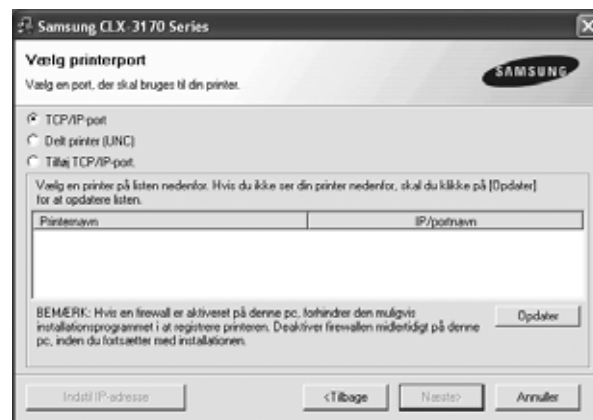 Samsung CLX-3170 Series
Vælg printerport
Vælg en port, der skal bruges til din printer.
SAMSUNG
TCP/IP-port
Delt printer (UNC)
Tilføj TCP/IP-port.
Vælg en printer på listen nedenfor. Hvis du ikke ser din printer nedenfor, skal du klikke på [Opdater]
for at opdatere listen.
Printernavn IP/portnavn
BEMÆRK: Hvis en firewall er aktiveret på denne pc, forhindrer den muligvis
installationsprogrammet i at registrere printeren. Deaktiver firewallen midlertidigt på denne
pc, inden du fortsætter med installationen.
Opdater
Indstil IP-adresse <Tilbage Næste> Annuller